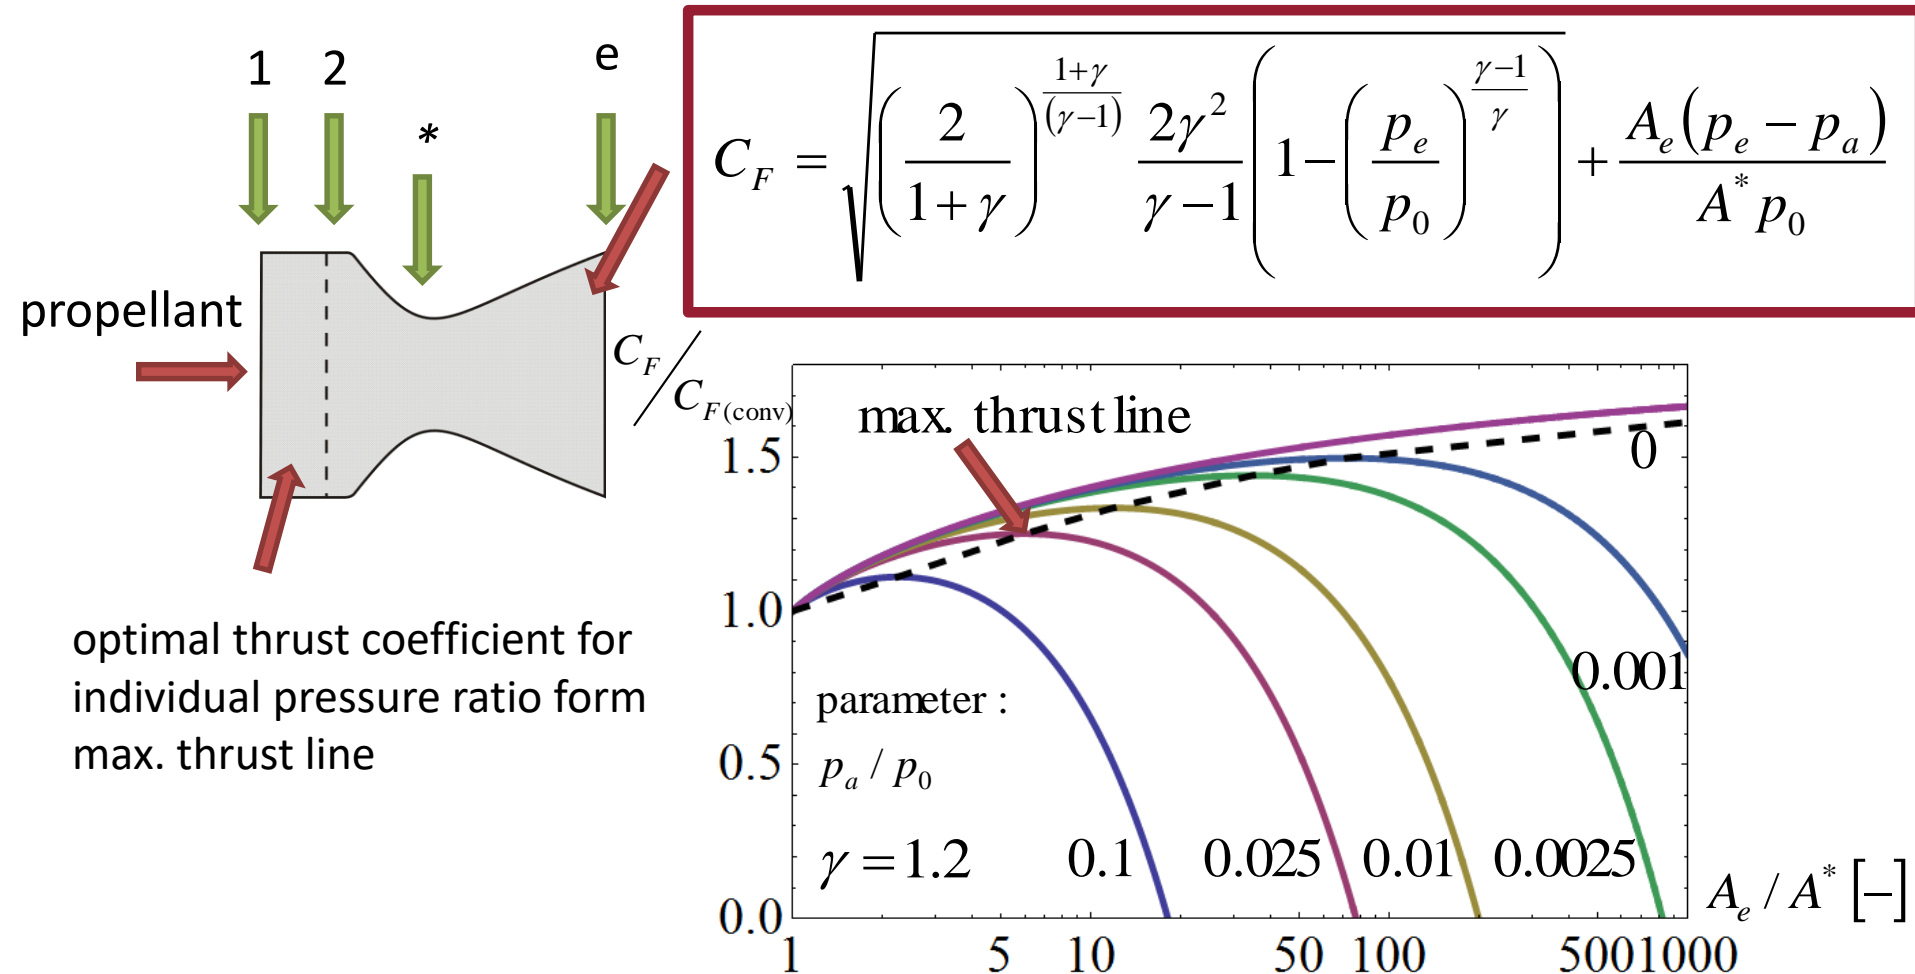 1
2
*
e
propellant
optimal thrust coefficient for
individual pressure ratio form
max. thrust line
C_F = √( (2/(1+γ))^((1+γ)/(γ−1)) 2γ²/(γ−1) (1−(p_e/p_0)^((γ−1)/γ)) ) + A_e(p_e − p_a)/(A* p_0)
C_F / C_F(conv)
max. thrust line
1.5
1.0
0.5
0.0
0
0.001
parameter :
p_a / p_0
γ = 1.2
0.1
0.025
0.01
0.0025
A_e / A* [−]
1
5
10
50
100
500
1000